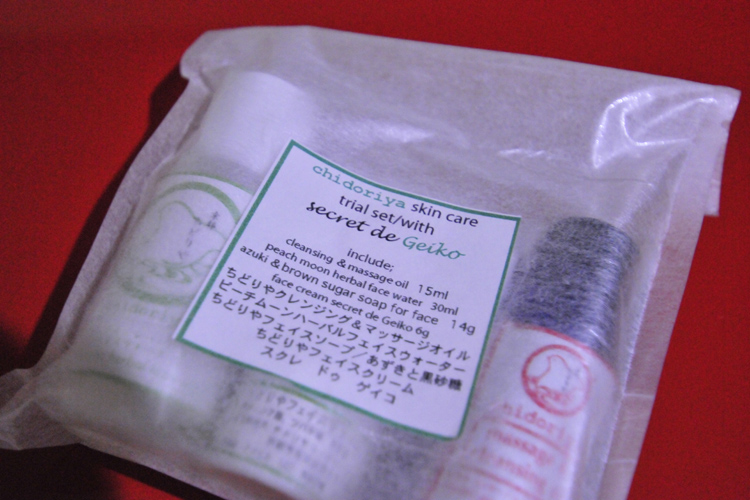 chidoriya skin care
trial set/with
secret de Geiko
include;
cleansing & massage oil 15ml
peach moon herbal face water 30ml
azuki & brown sugar soap for face 14g
face cream secret de Geiko 6g
ちどりやクレンジング＆マッサージオイル
ピーチムーンハーバルフェイスウォーター
ちどりやフェイスソープ／あずきと黒砂糖
ちどりやフェイスクリーム
スクレ ドゥ ゲイコ
massage